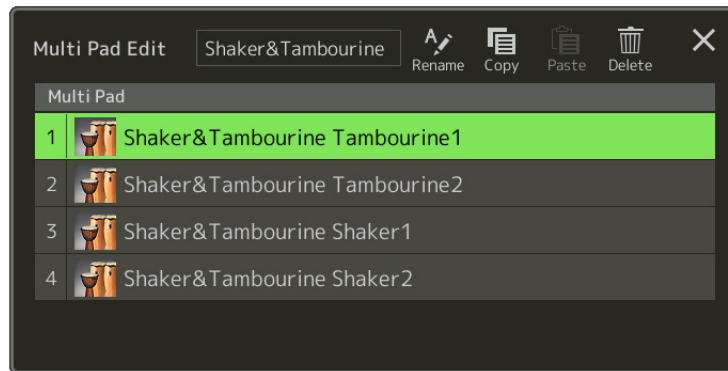 Multi Pad Edit
Shaker&Tambourine
Rename
Copy
Paste
Delete
Multi Pad
1 Shaker&Tambourine Tambourine1
2 Shaker&Tambourine Tambourine2
3 Shaker&Tambourine Shaker1
4 Shaker&Tambourine Shaker2